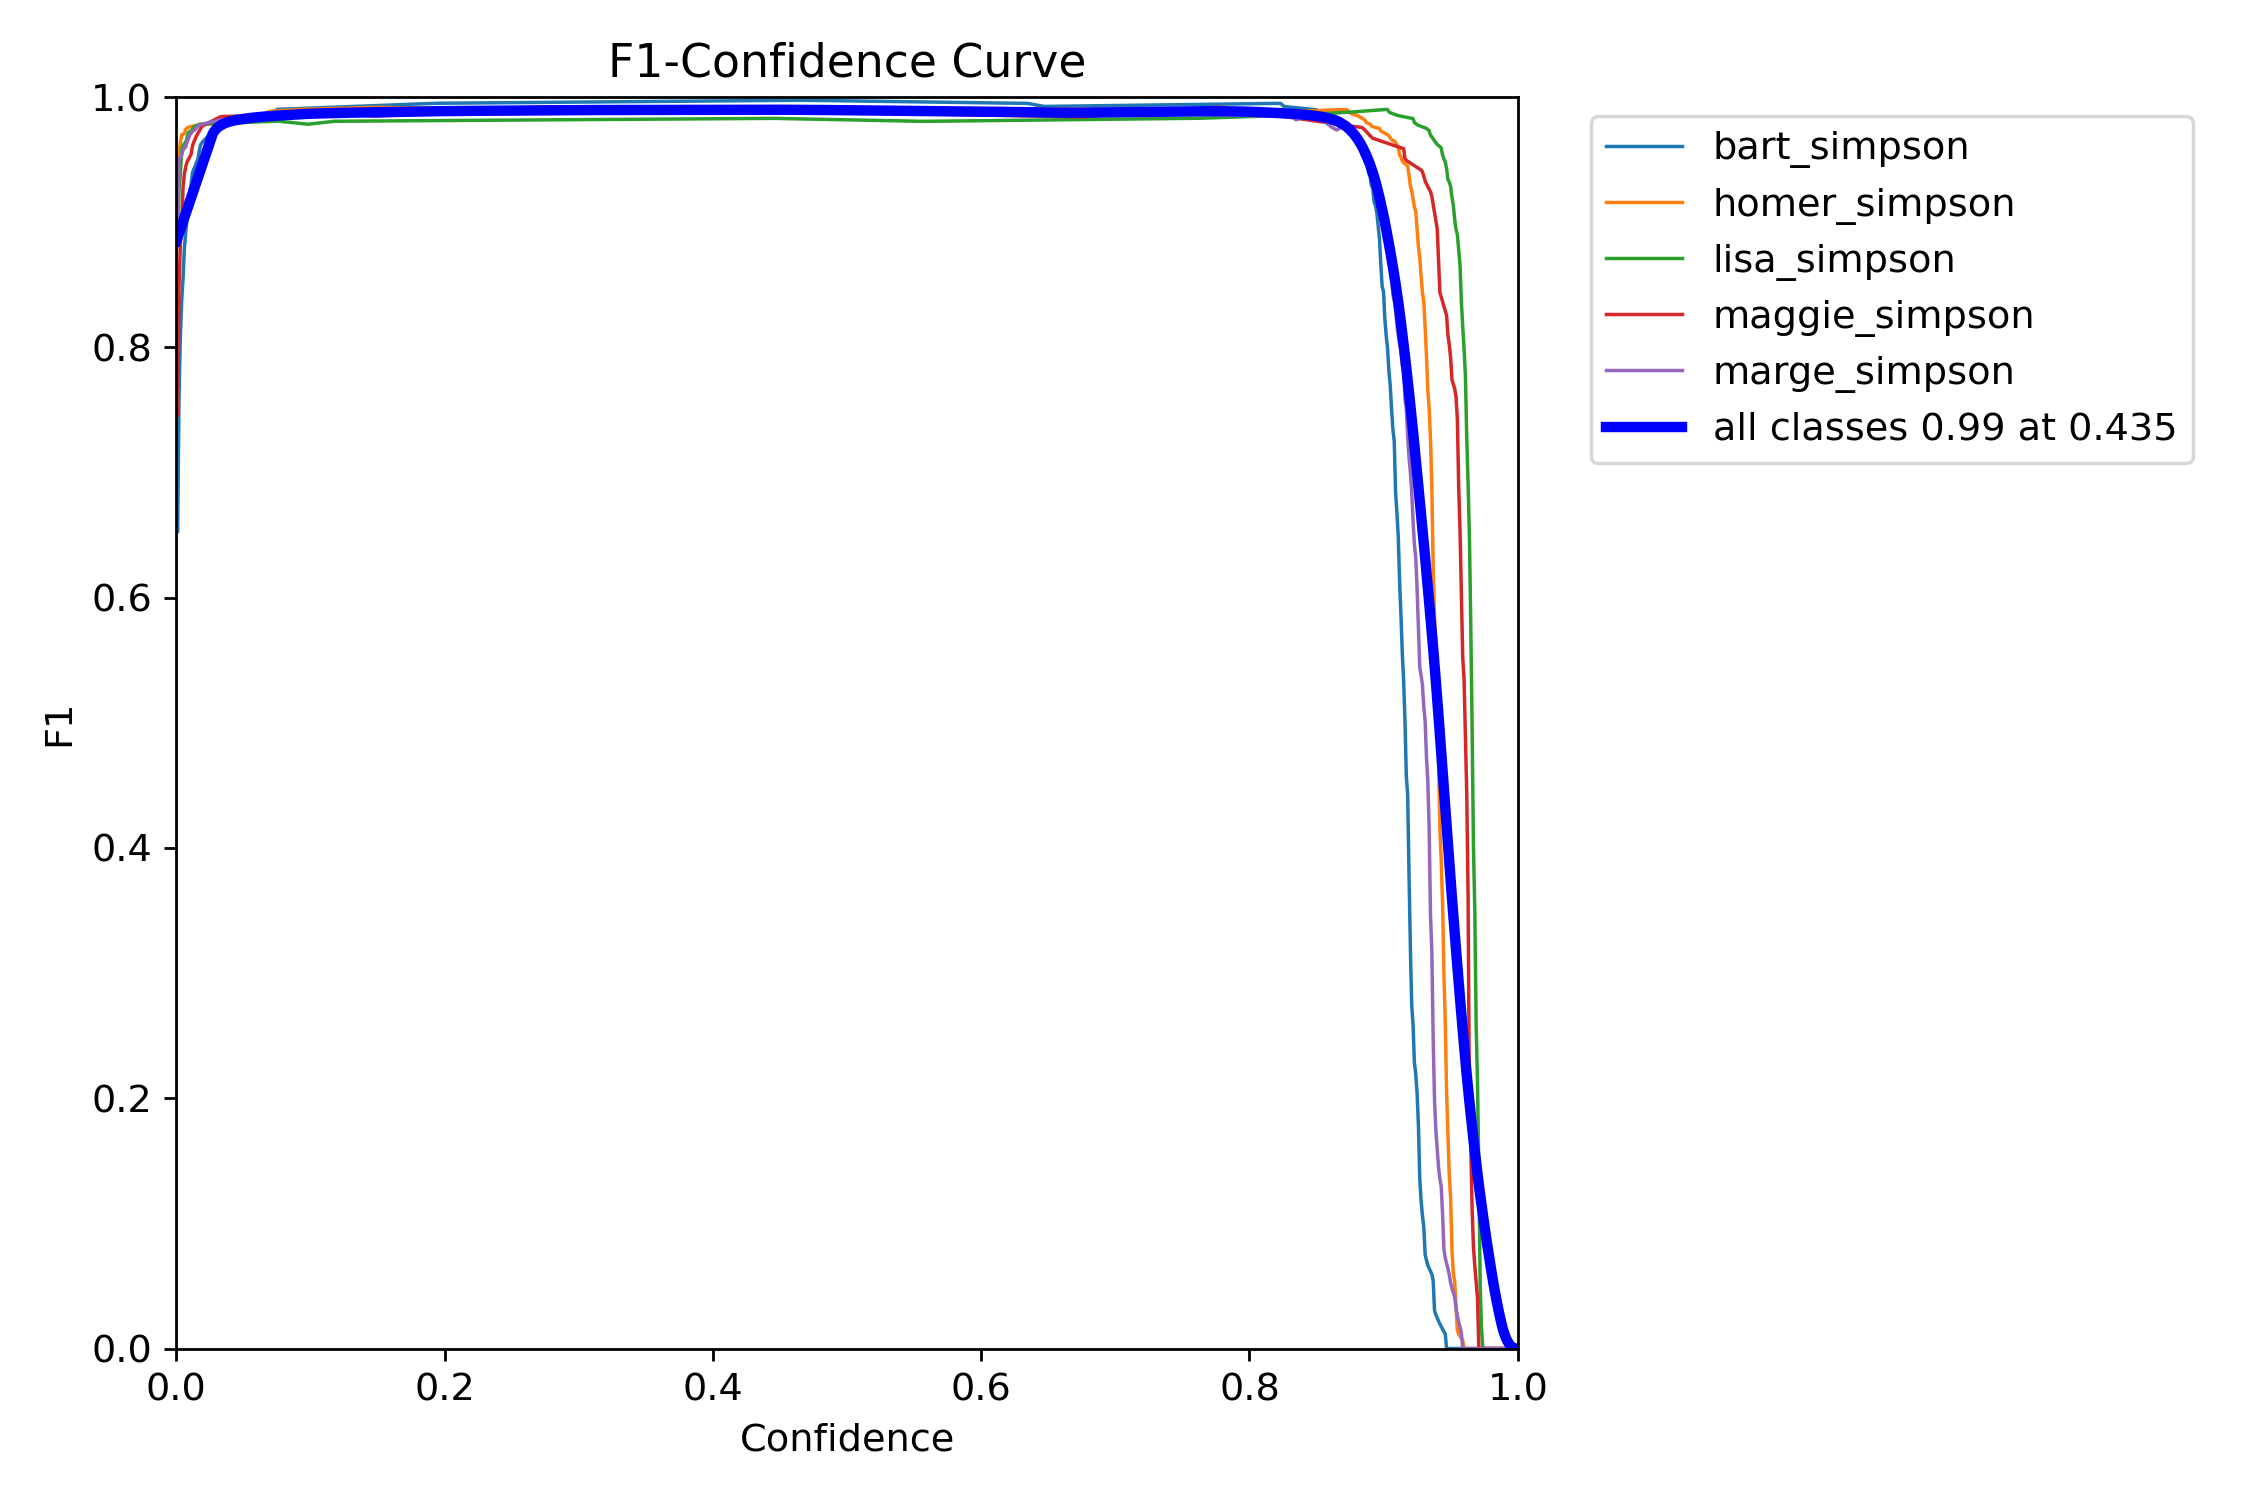 F1-Confidence Curve
1.0
0.8
0.6
0.4
0.2
0.0
F1
0.0 0.2 0.4 0.6 0.8 1.0
Confidence
bart_simpson
homer_simpson
lisa_simpson
maggie_simpson
marge_simpson
all classes 0.99 at 0.435